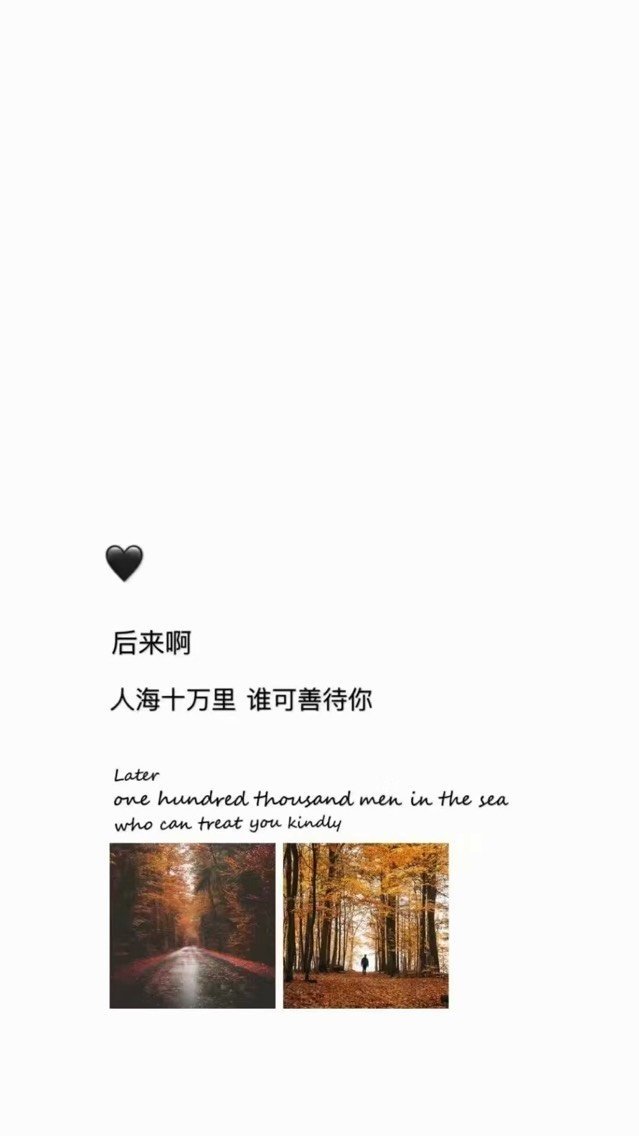 后来啊
人海十万里 谁可善待你
Later
one hundred thousand men in the sea
who can treat you kindly